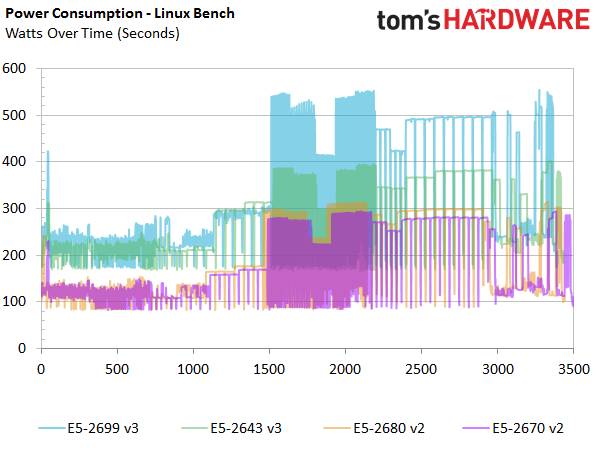 Power Consumption - Linux Bench
Watts Over Time (Seconds)
tom's HARDWARE
600
500
400
300
200
100
0
0 500 1000 1500 2000 2500 3000 3500
E5-2699 v3 E5-2643 v3 E5-2680 v2 E5-2670 v2